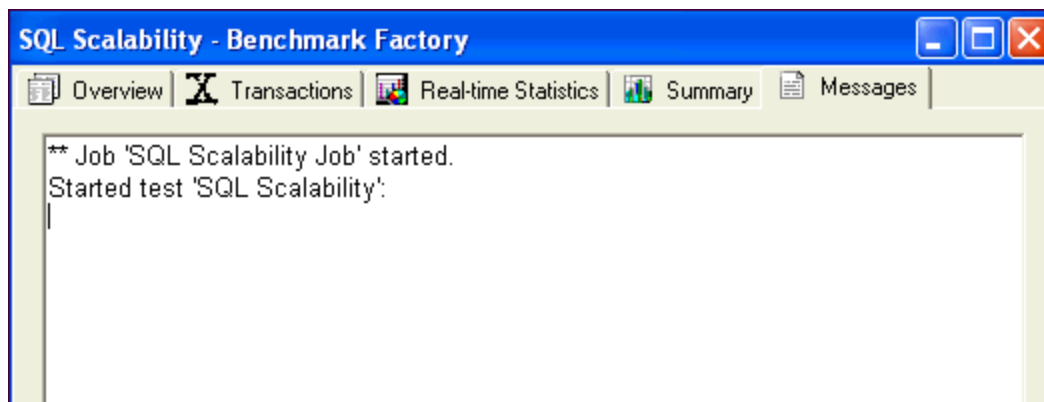 SQL Scalability - Benchmark Factory
Overview Transactions Real-time Statistics Summary Messages
** Job 'SQL Scalability Job' started.
Started test 'SQL Scalability':